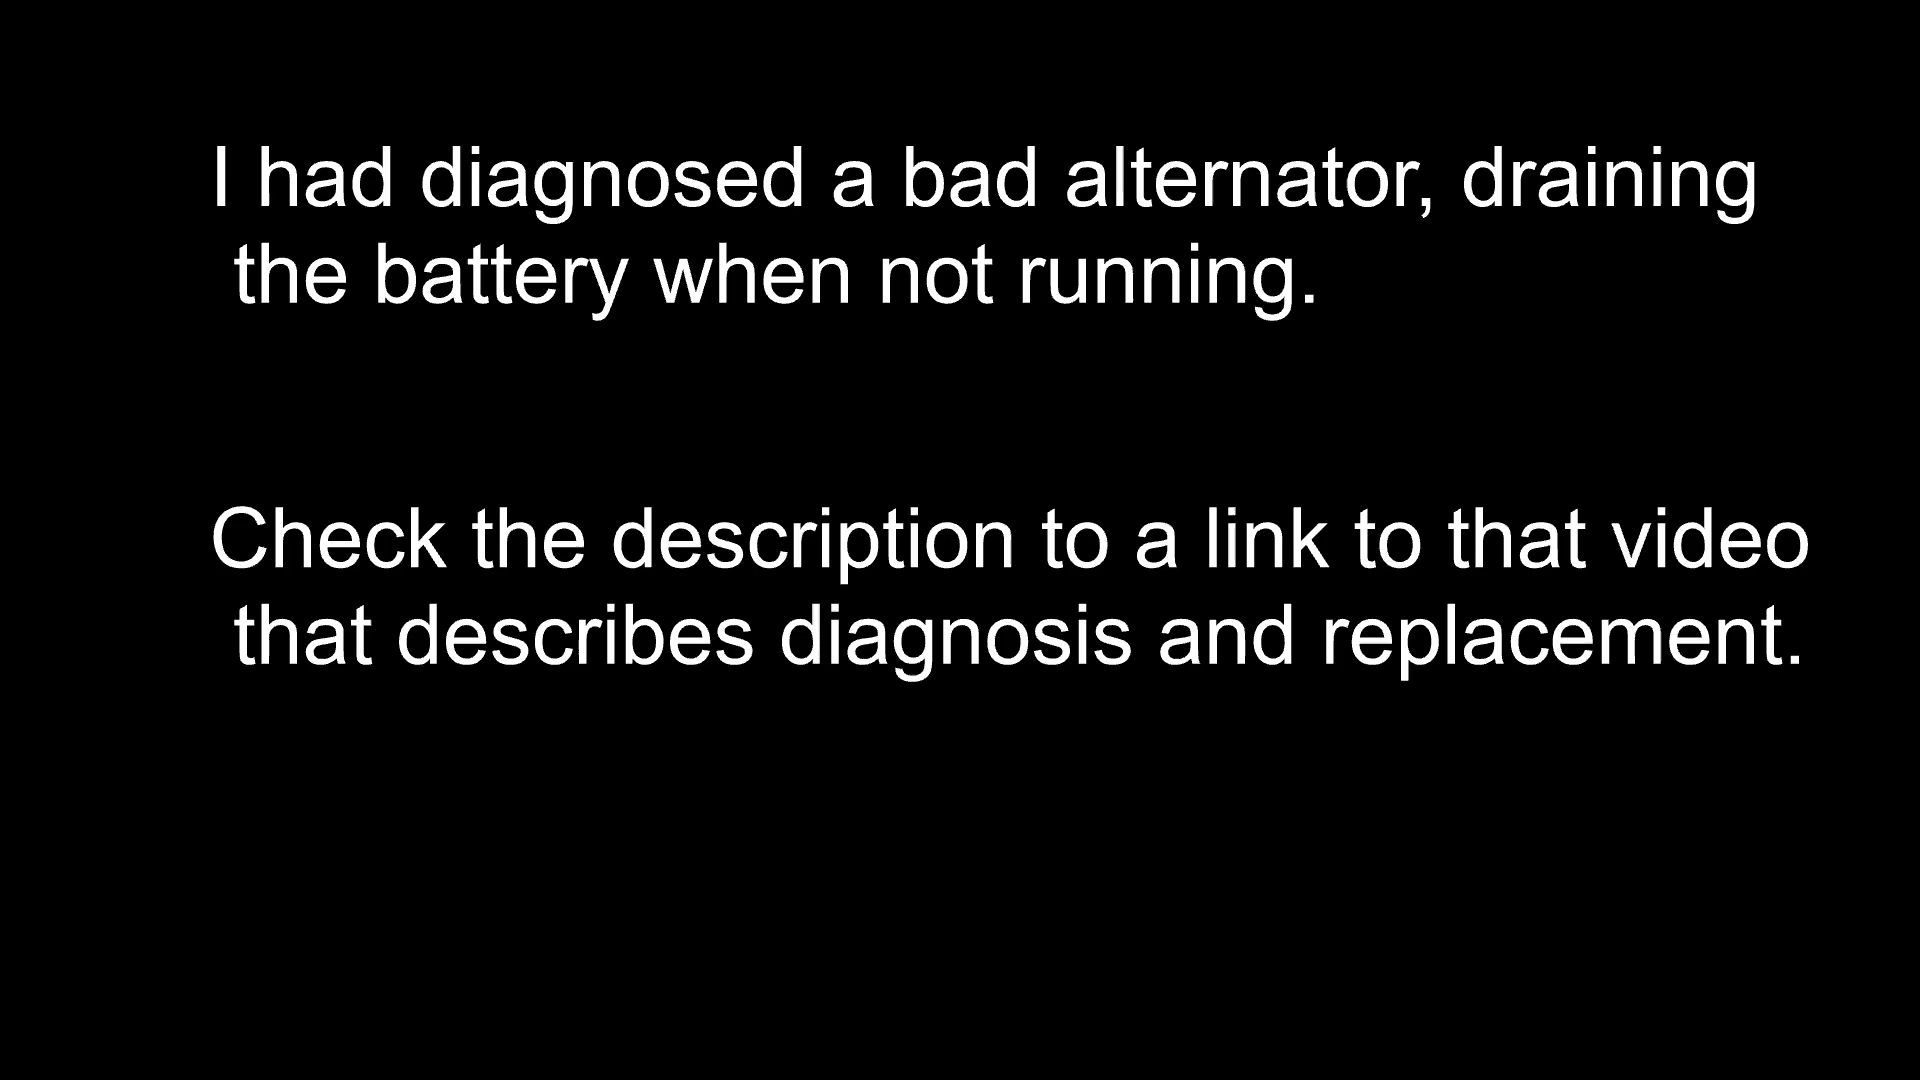 I had diagnosed a bad alternator, draining
the battery when not running.
Check the description to a link to that video
that describes diagnosis and replacement.